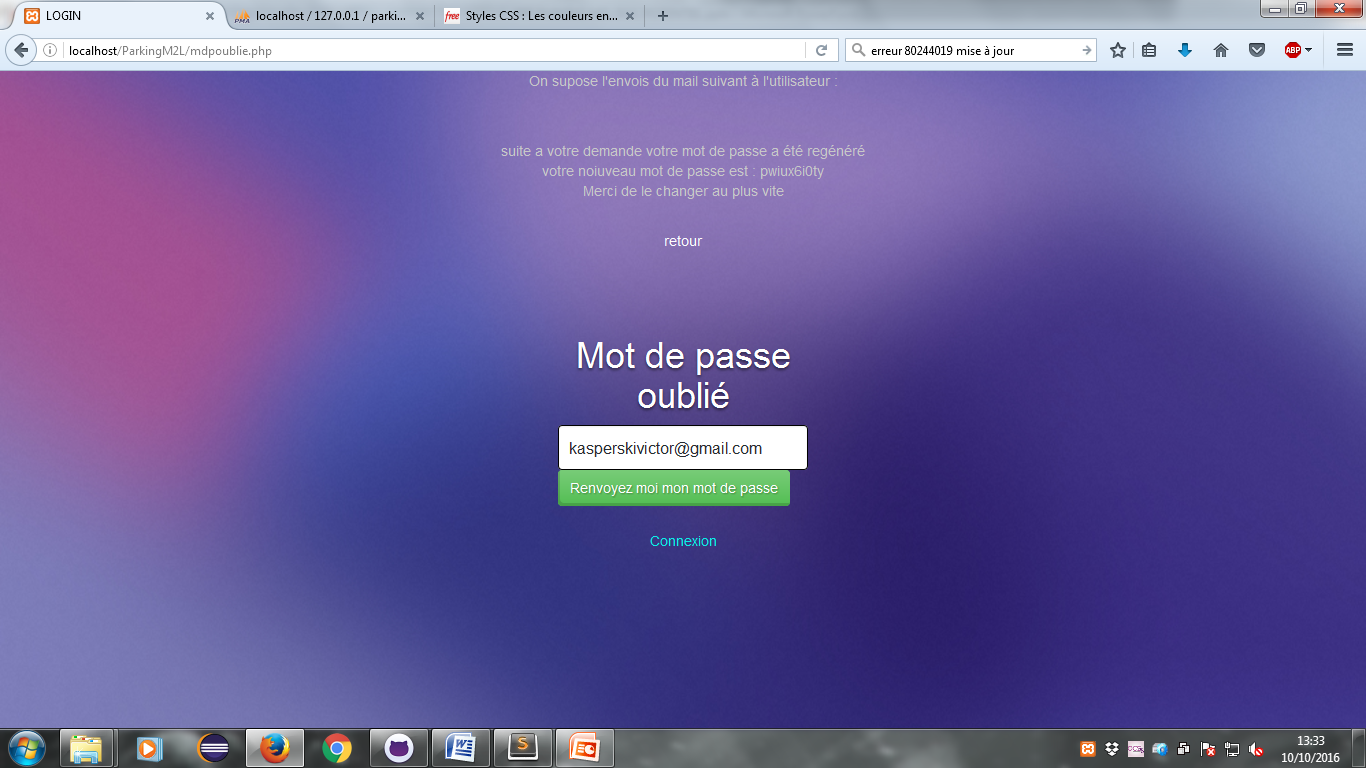 LOGIN
localhost / 127.0.0.1 / parki...
Styles CSS : Les couleurs en...
localhost/ParkingM2L/mdpoublie.php
erreur 80244019 mise à jour
ABP
On supose l'envois du mail suivant à l'utilisateur :
suite a votre demande votre mot de passe a été regénéré
votre noiuveau mot de passe est : pwiux6i0ty
Merci de le changer au plus vite
retour
Mot de passe
oublié
kasperskivictor@gmail.com
Renvoyez moi mon mot de passe
Connexion
13:33
10/10/2016